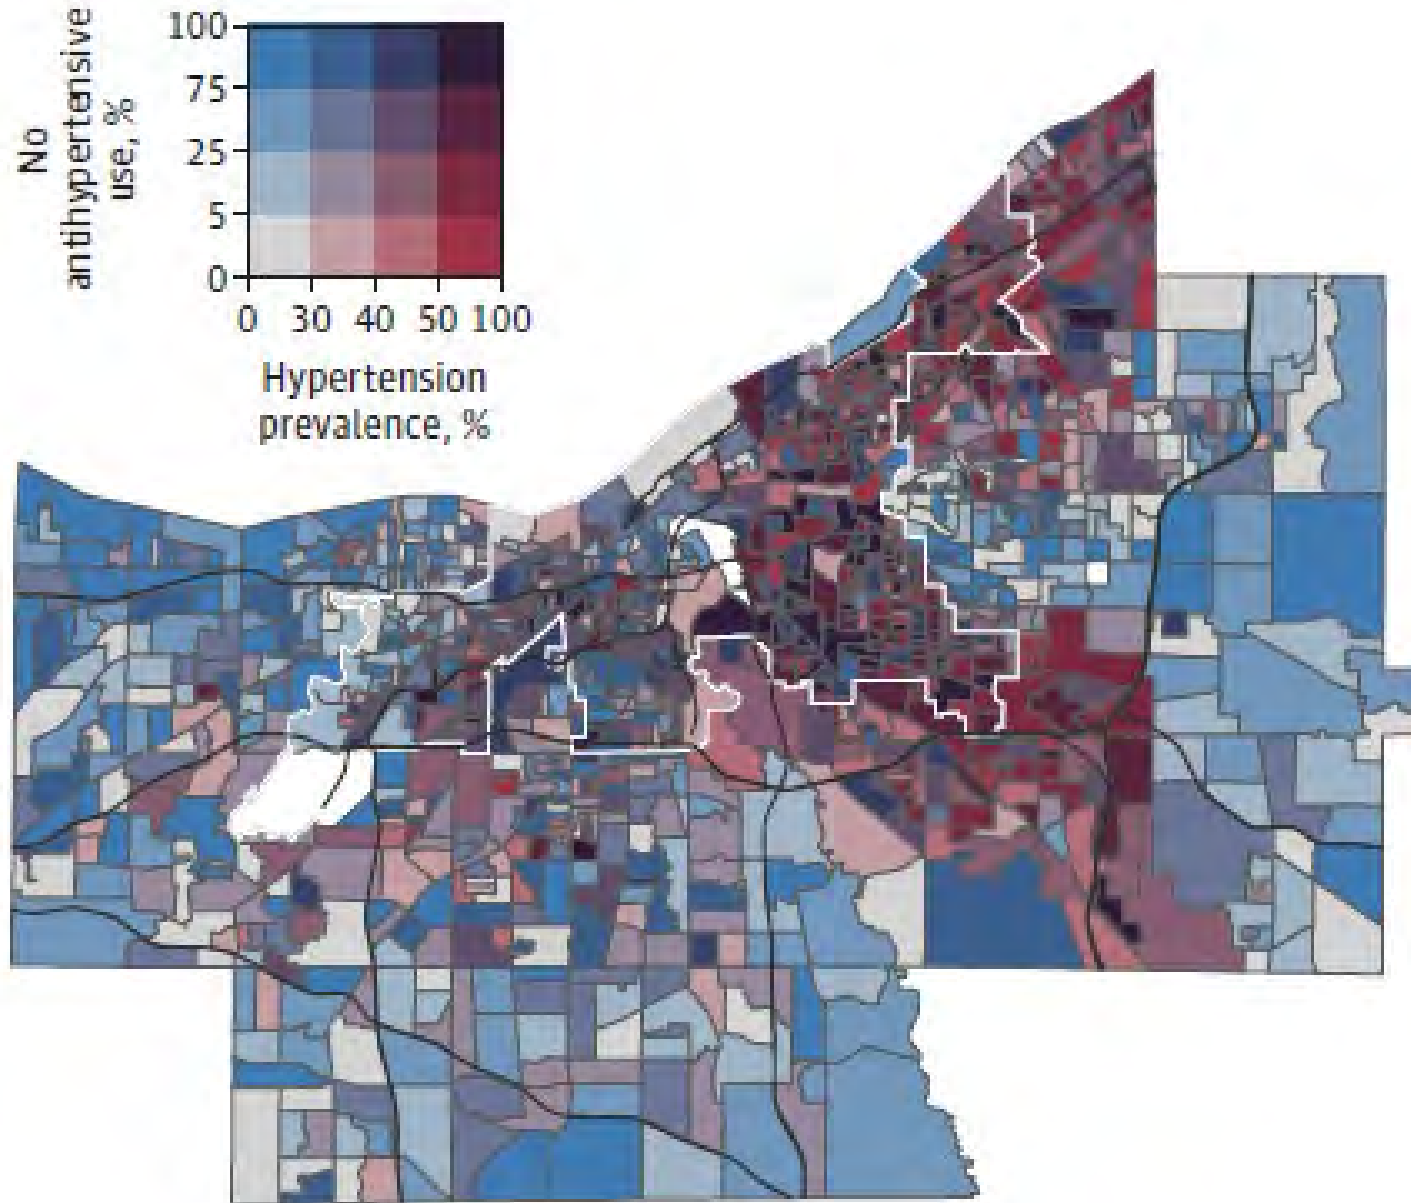 No
antihypertensive
use, %
100
75
25
5
0
0 30 40 50 100
Hypertension
prevalence, %